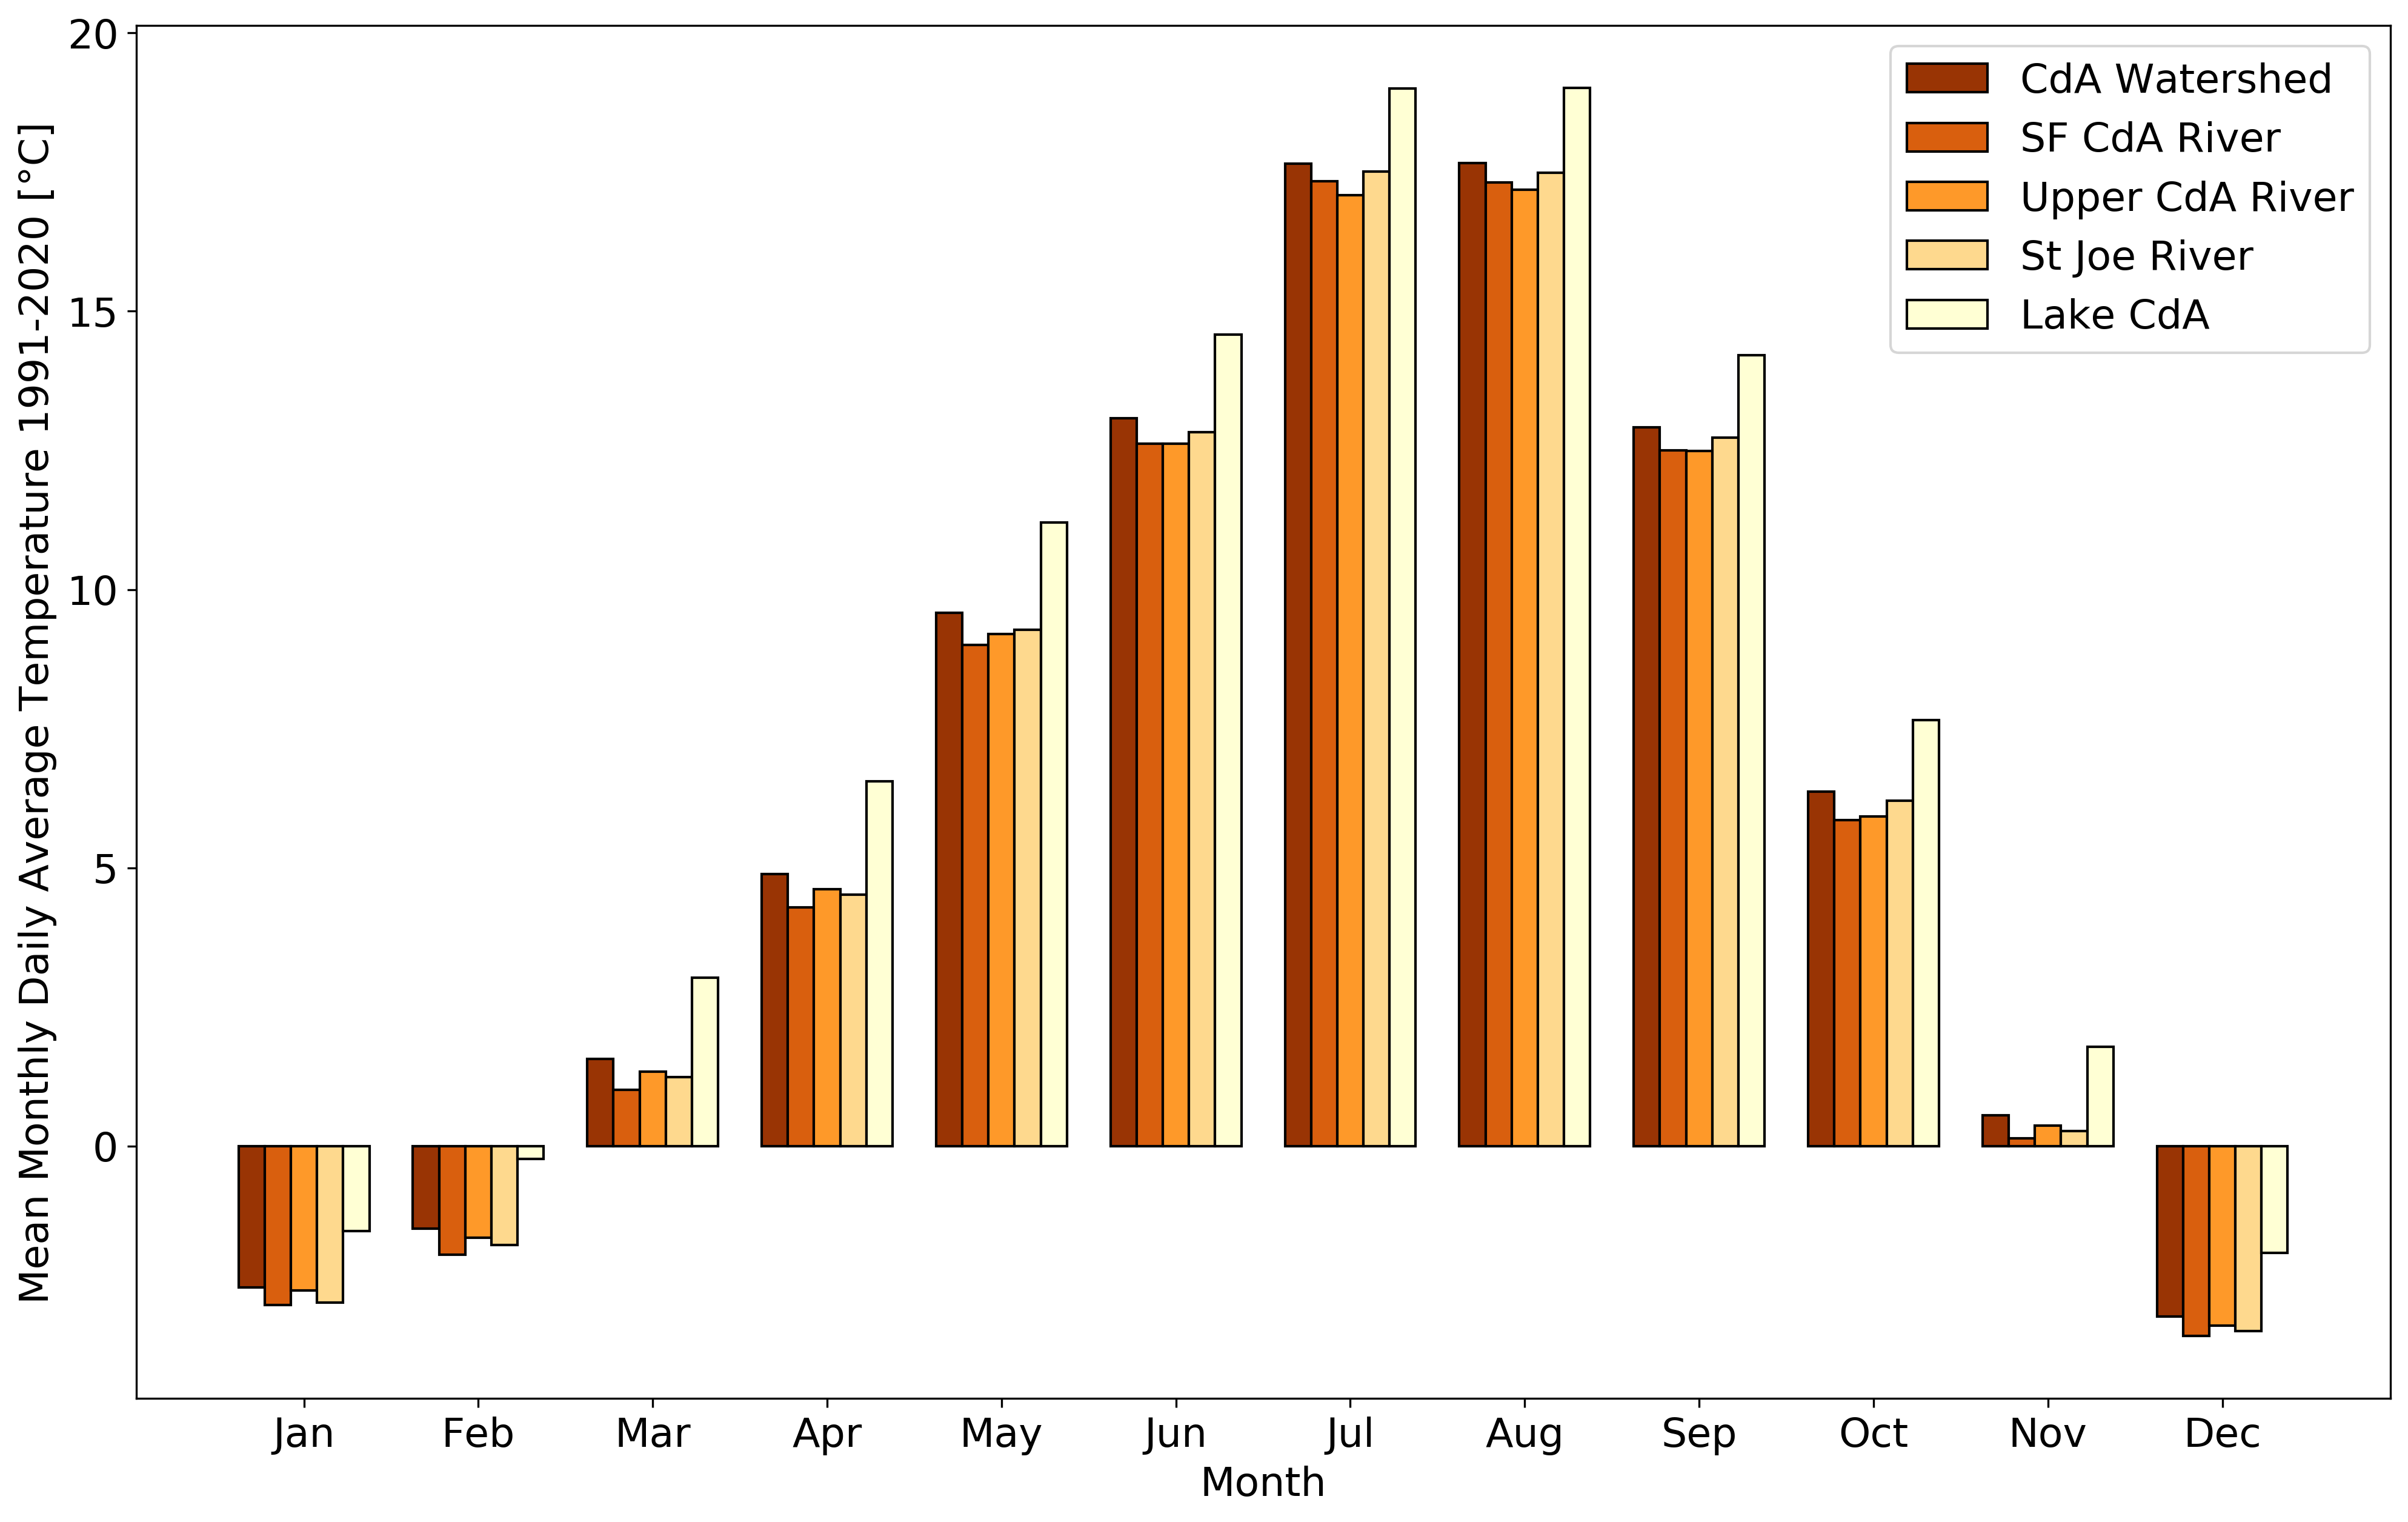 Mean Monthly Daily Average Temperature 1991-2020 [°C]
20
15
10
5
0
CdA Watershed
SF CdA River
Upper CdA River
St Joe River
Lake CdA
Jan Feb Mar Apr May Jun Jul Aug Sep Oct Nov Dec
Month